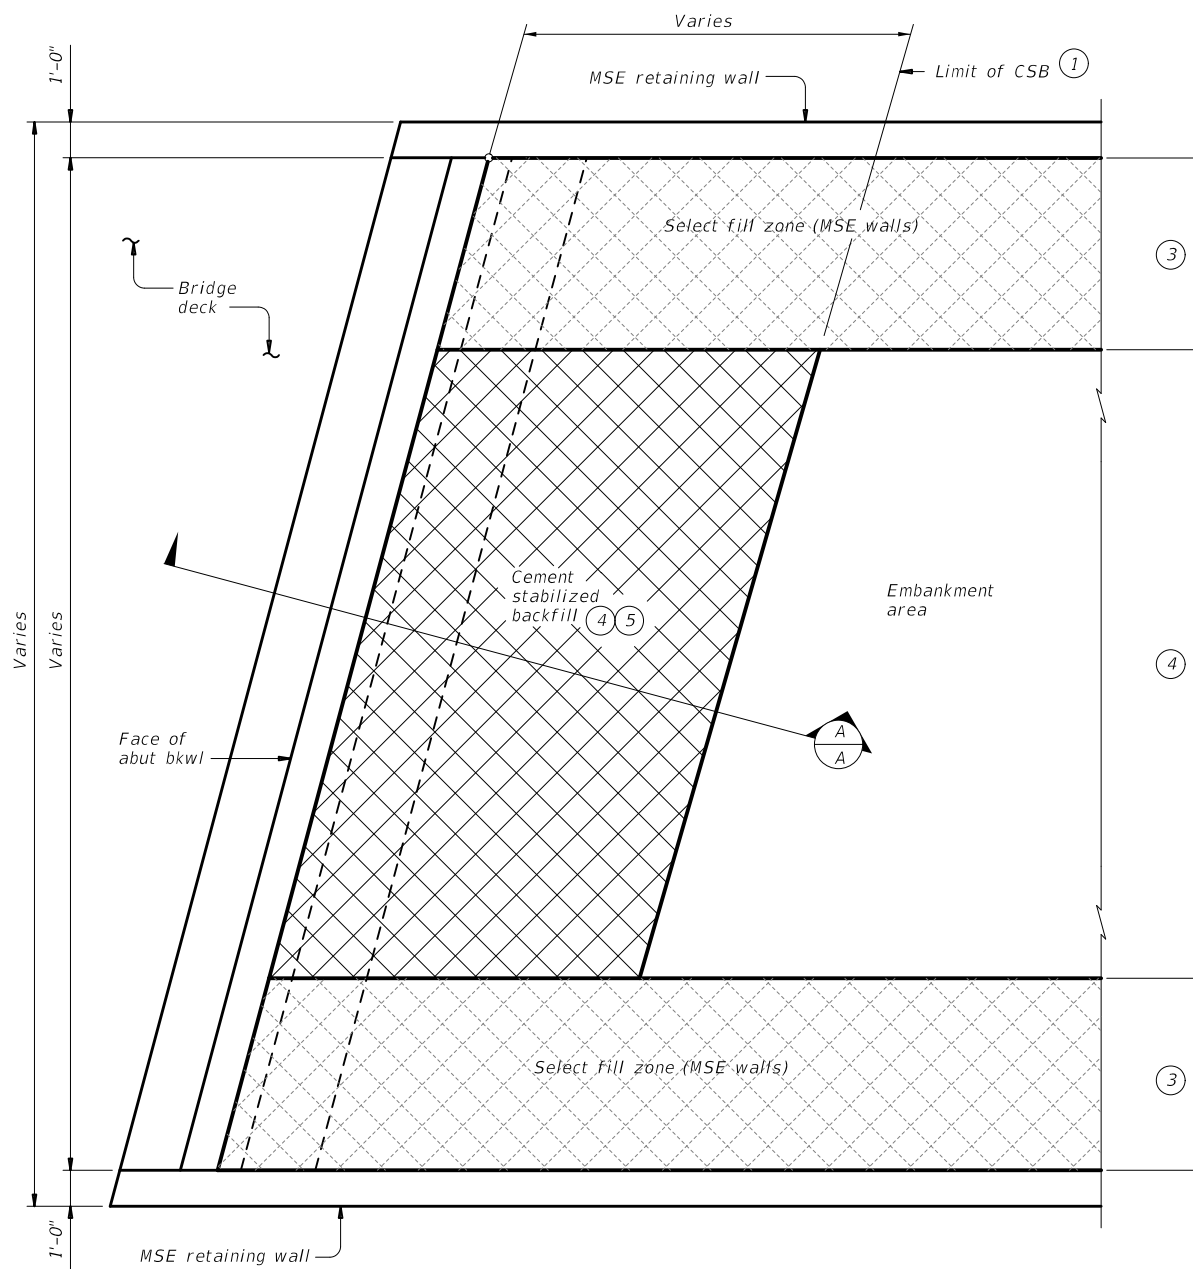 Varies
1'-0"
Limit of CSB 1
MSE retaining wall
Select fill zone (MSE walls)
3
Bridge
deck
Cement
stabilized
backfill 4 5
Embankment
area
Varies
Varies
4
Face of
abut bkwl
A
A
Select fill zone (MSE walls)
3
1'-0"
MSE retaining wall